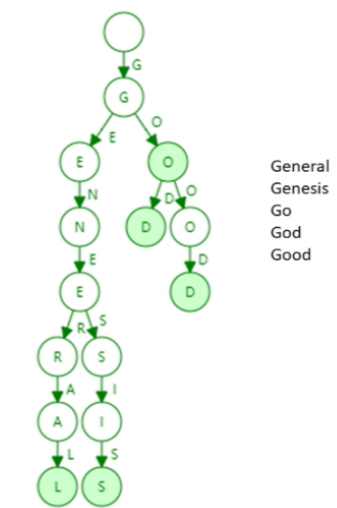 G
G
E O
E O
N D O
N D O
E D
E D
R S
R S
A I
A I
L S
L S
General
Genesis
Go
God
Good